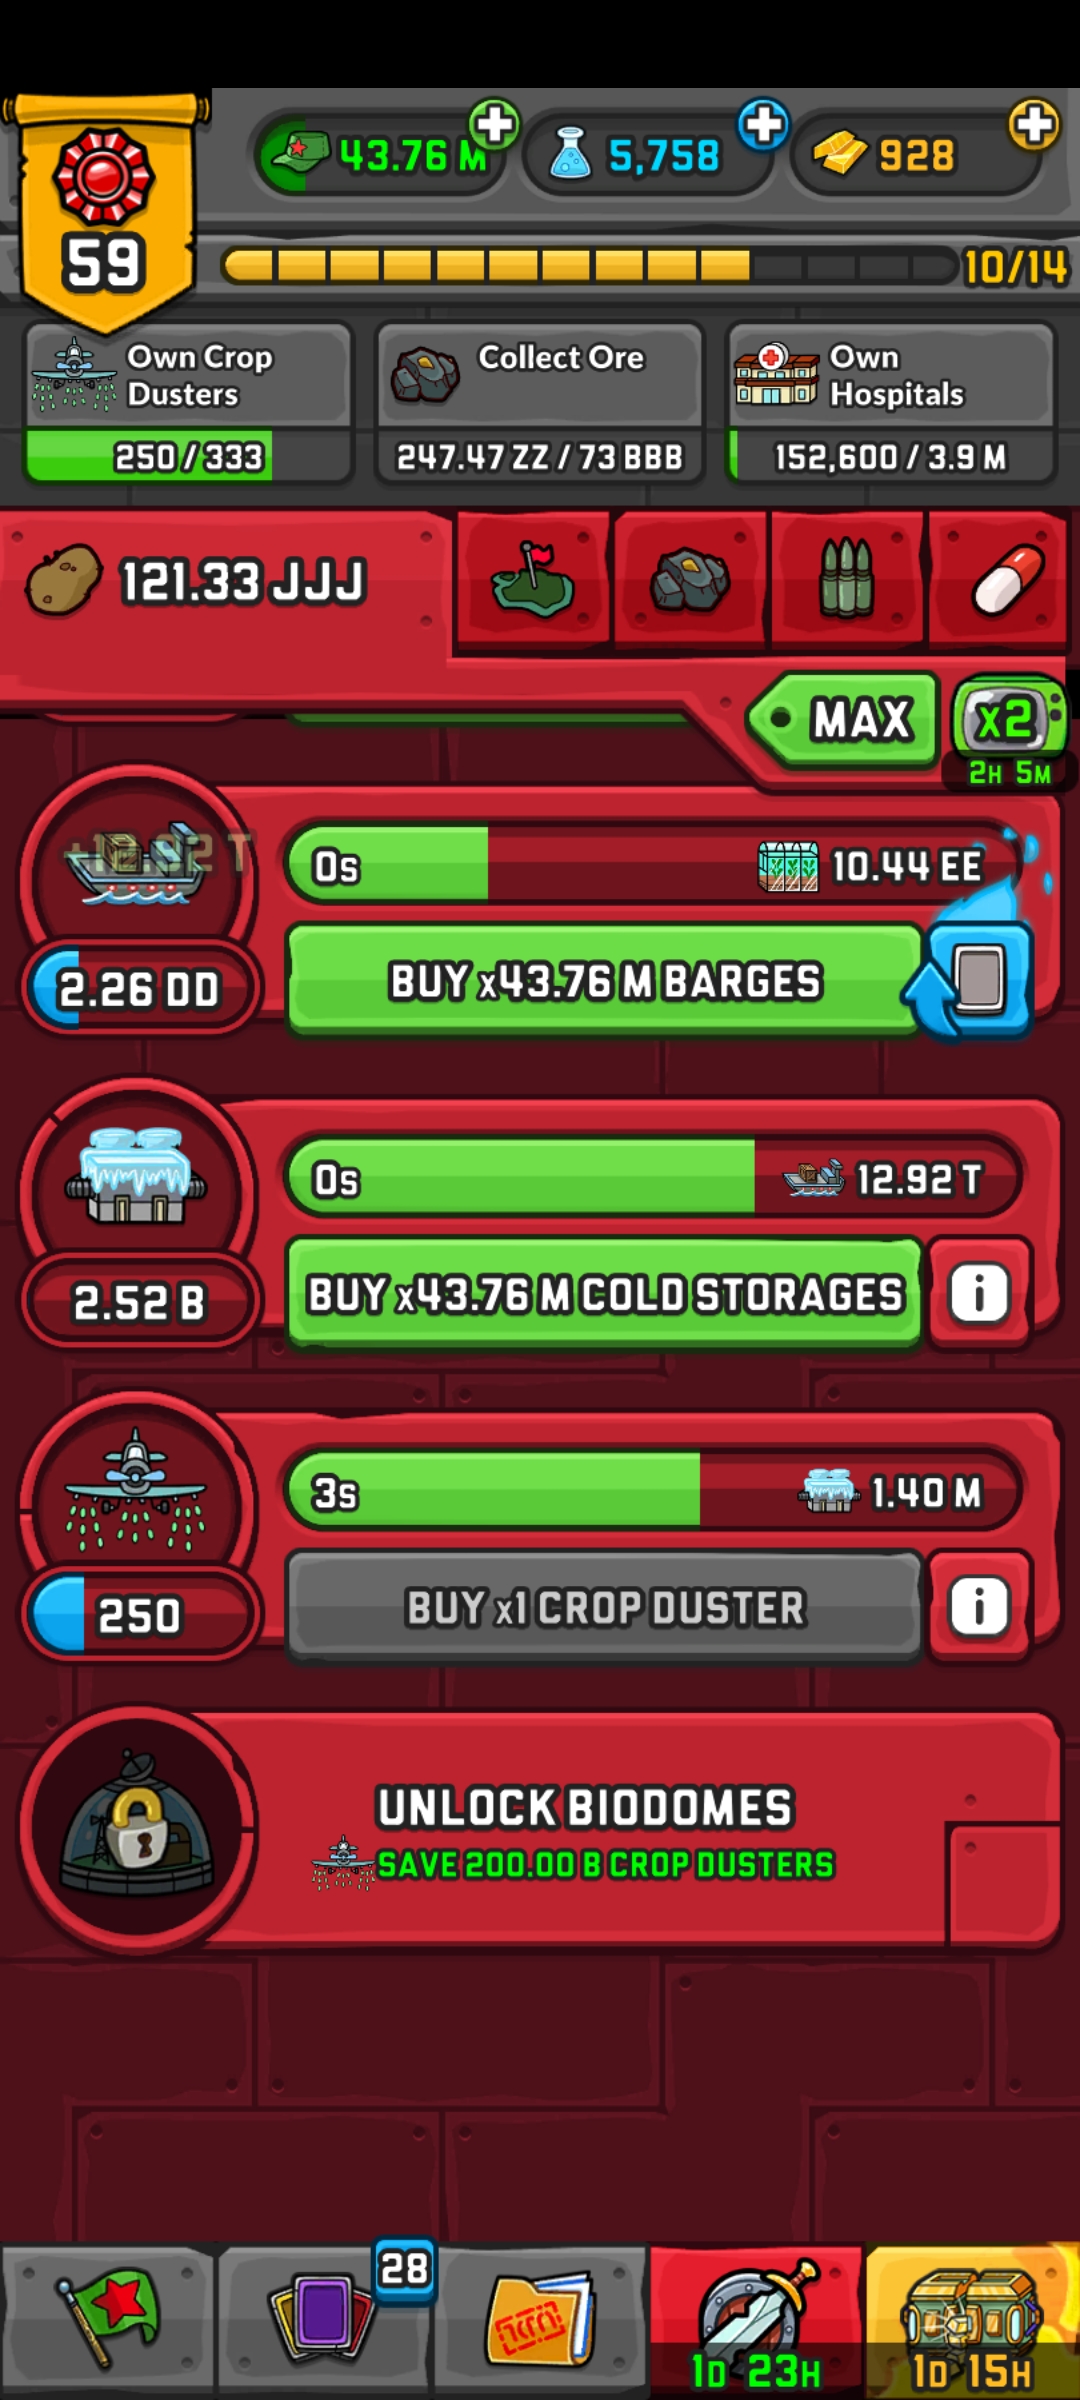 43.76 M
5,758
928
59
10/14
Own Crop
Dusters
250/333
Collect Ore
247.47 ZZ / 73 BBB
Own
Hospitals
152,600 / 3.9 M
121.33 JJJ
MAX
x2
2H 5M
+12.92 T
0s
10.44 EE
2.26 DD
BUY x43.76 M BARGES
0s
12.92 T
2.52 B
BUY x43.76 M COLD STORAGES
i
3s
1.40 M
250
BUY x1 CROP DUSTER
i
UNLOCK BIODOMES
SAVE 200.00 B CROP DUSTERS
28
1D 23H
1D 15H